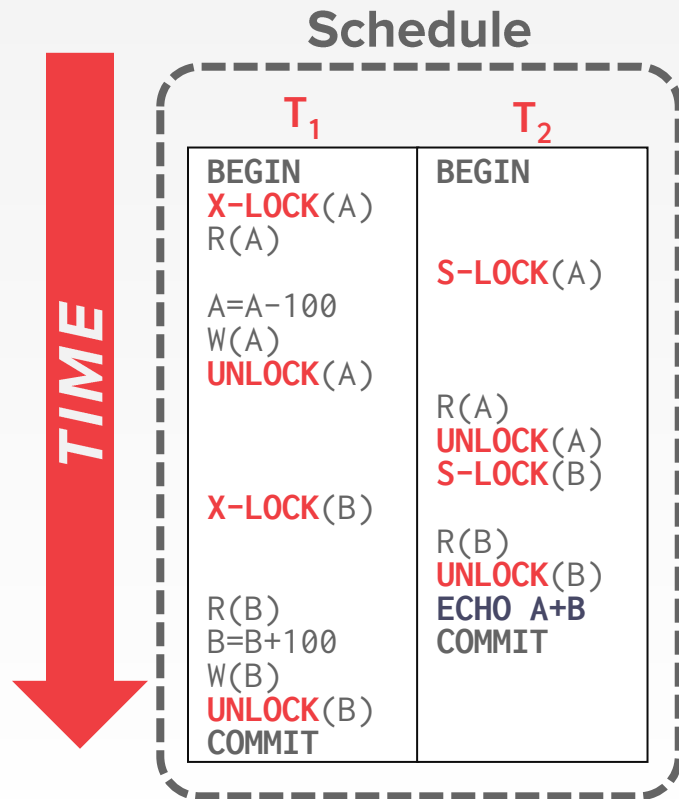 Schedule
TIME
T1 T2
BEGIN BEGIN
X-LOCK(A)
R(A)
S-LOCK(A)
A=A-100
W(A)
UNLOCK(A)
R(A)
UNLOCK(A)
S-LOCK(B)
X-LOCK(B)
R(B)
UNLOCK(B)
R(B) ECHO A+B
B=B+100 COMMIT
W(B)
UNLOCK(B)
COMMIT